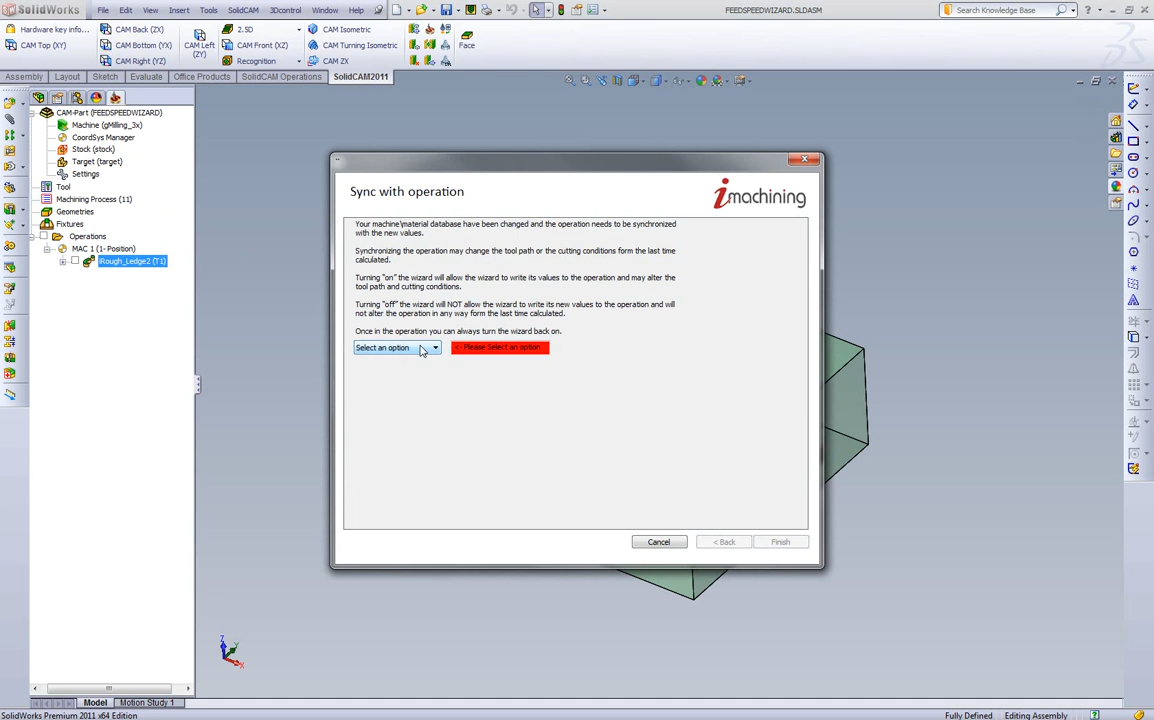 SolidWorks
File
Edit
View
Insert
Tools
SolidCAM
3Dcontrol
Window
Help
FEEDSPEEDWIZARD.SLDASM
Search Knowledge Base
Hardware key info...
CAM Back (ZX)
2.5D
CAM Isometric
CAM Top (XY)
CAM Bottom (YX)
CAM Left
(ZY)
CAM Front (XZ)
CAM Turning Isometric
Face
CAM Right (YZ)
Recognition
CAM ZX
Assembly
Layout
Sketch
Evaluate
Office Products
SolidCAM Operations
SolidCAM2011
CAM-Part (FEEDSPEEDWIZARD)
Machine (gMilling_3x)
CoordSys Manager
Stock (stock)
Target (target)
Settings
Tool
Machining Process (11)
Geometries
Fixtures
Operations
MAC 1 (1- Position)
iRough_Ledge2 (T1)
Sync with operation
imachining
Your machine\material database have been changed and the operation needs to be synchronized
with the new values.
Synchronizing the operation may change the tool path or the cutting conditions form the last time
calculated.
Turning "on" the wizard will allow the wizard to write its values to the operation and may alter the
tool path and cutting conditions.
Turning "off" the wizard will NOT allow the wizard to write its new values to the operation and will
not alter the operation in any way form the last time calculated.
Once in the operation you can always turn the wizard back on.
Select an option
<- Please Select an option
Cancel
< Back
Finish
Z
Y
X
Model
Motion Study 1
SolidWorks Premium 2011 x64 Edition
Fully Defined
Editing Assembly